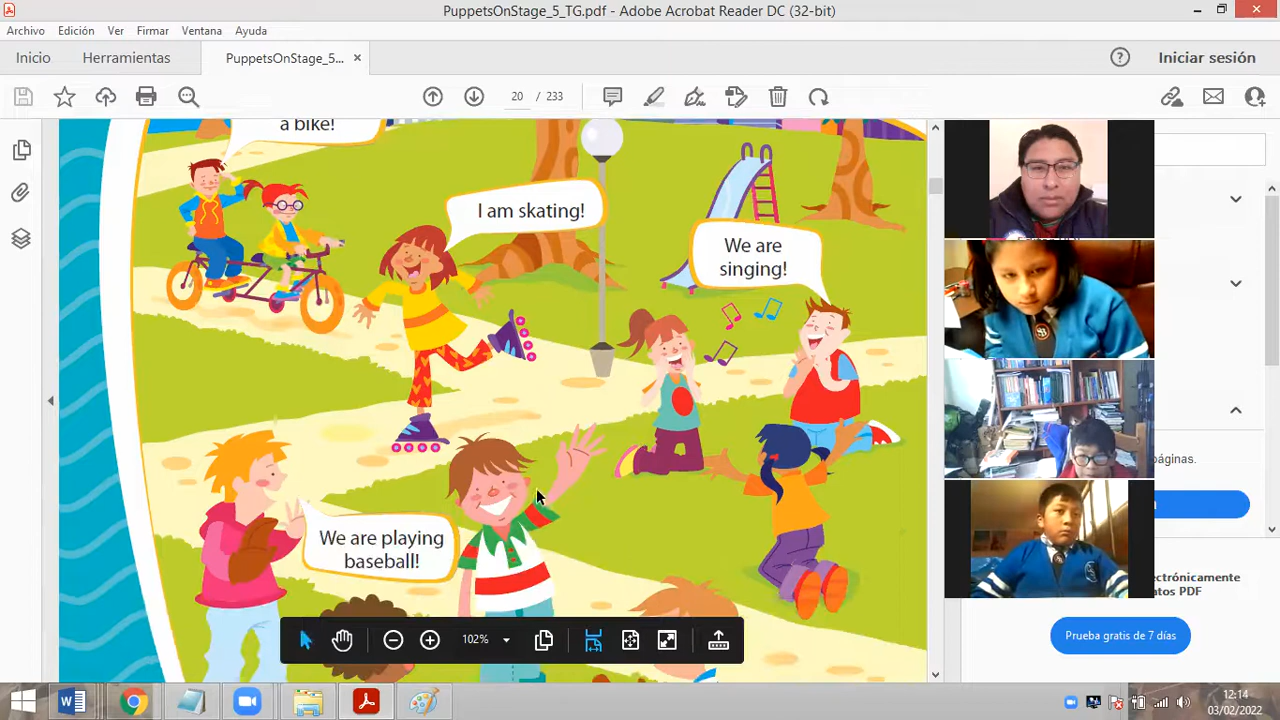 PuppetsOnStage_5_TG.pdf - Adobe Acrobat Reader DC (32-bit)
Archivo Edición Ver Firmar Ventana Ayuda
Inicio Herramientas PuppetsOnStage_5... × Iniciar sesión
20 / 233
a bike!
I am skating!
We are
singing!
páginas.
We are playing
baseball!
ectrónicamente
atos PDF
Prueba gratis de 7 días
102%
12:14
03/02/2022